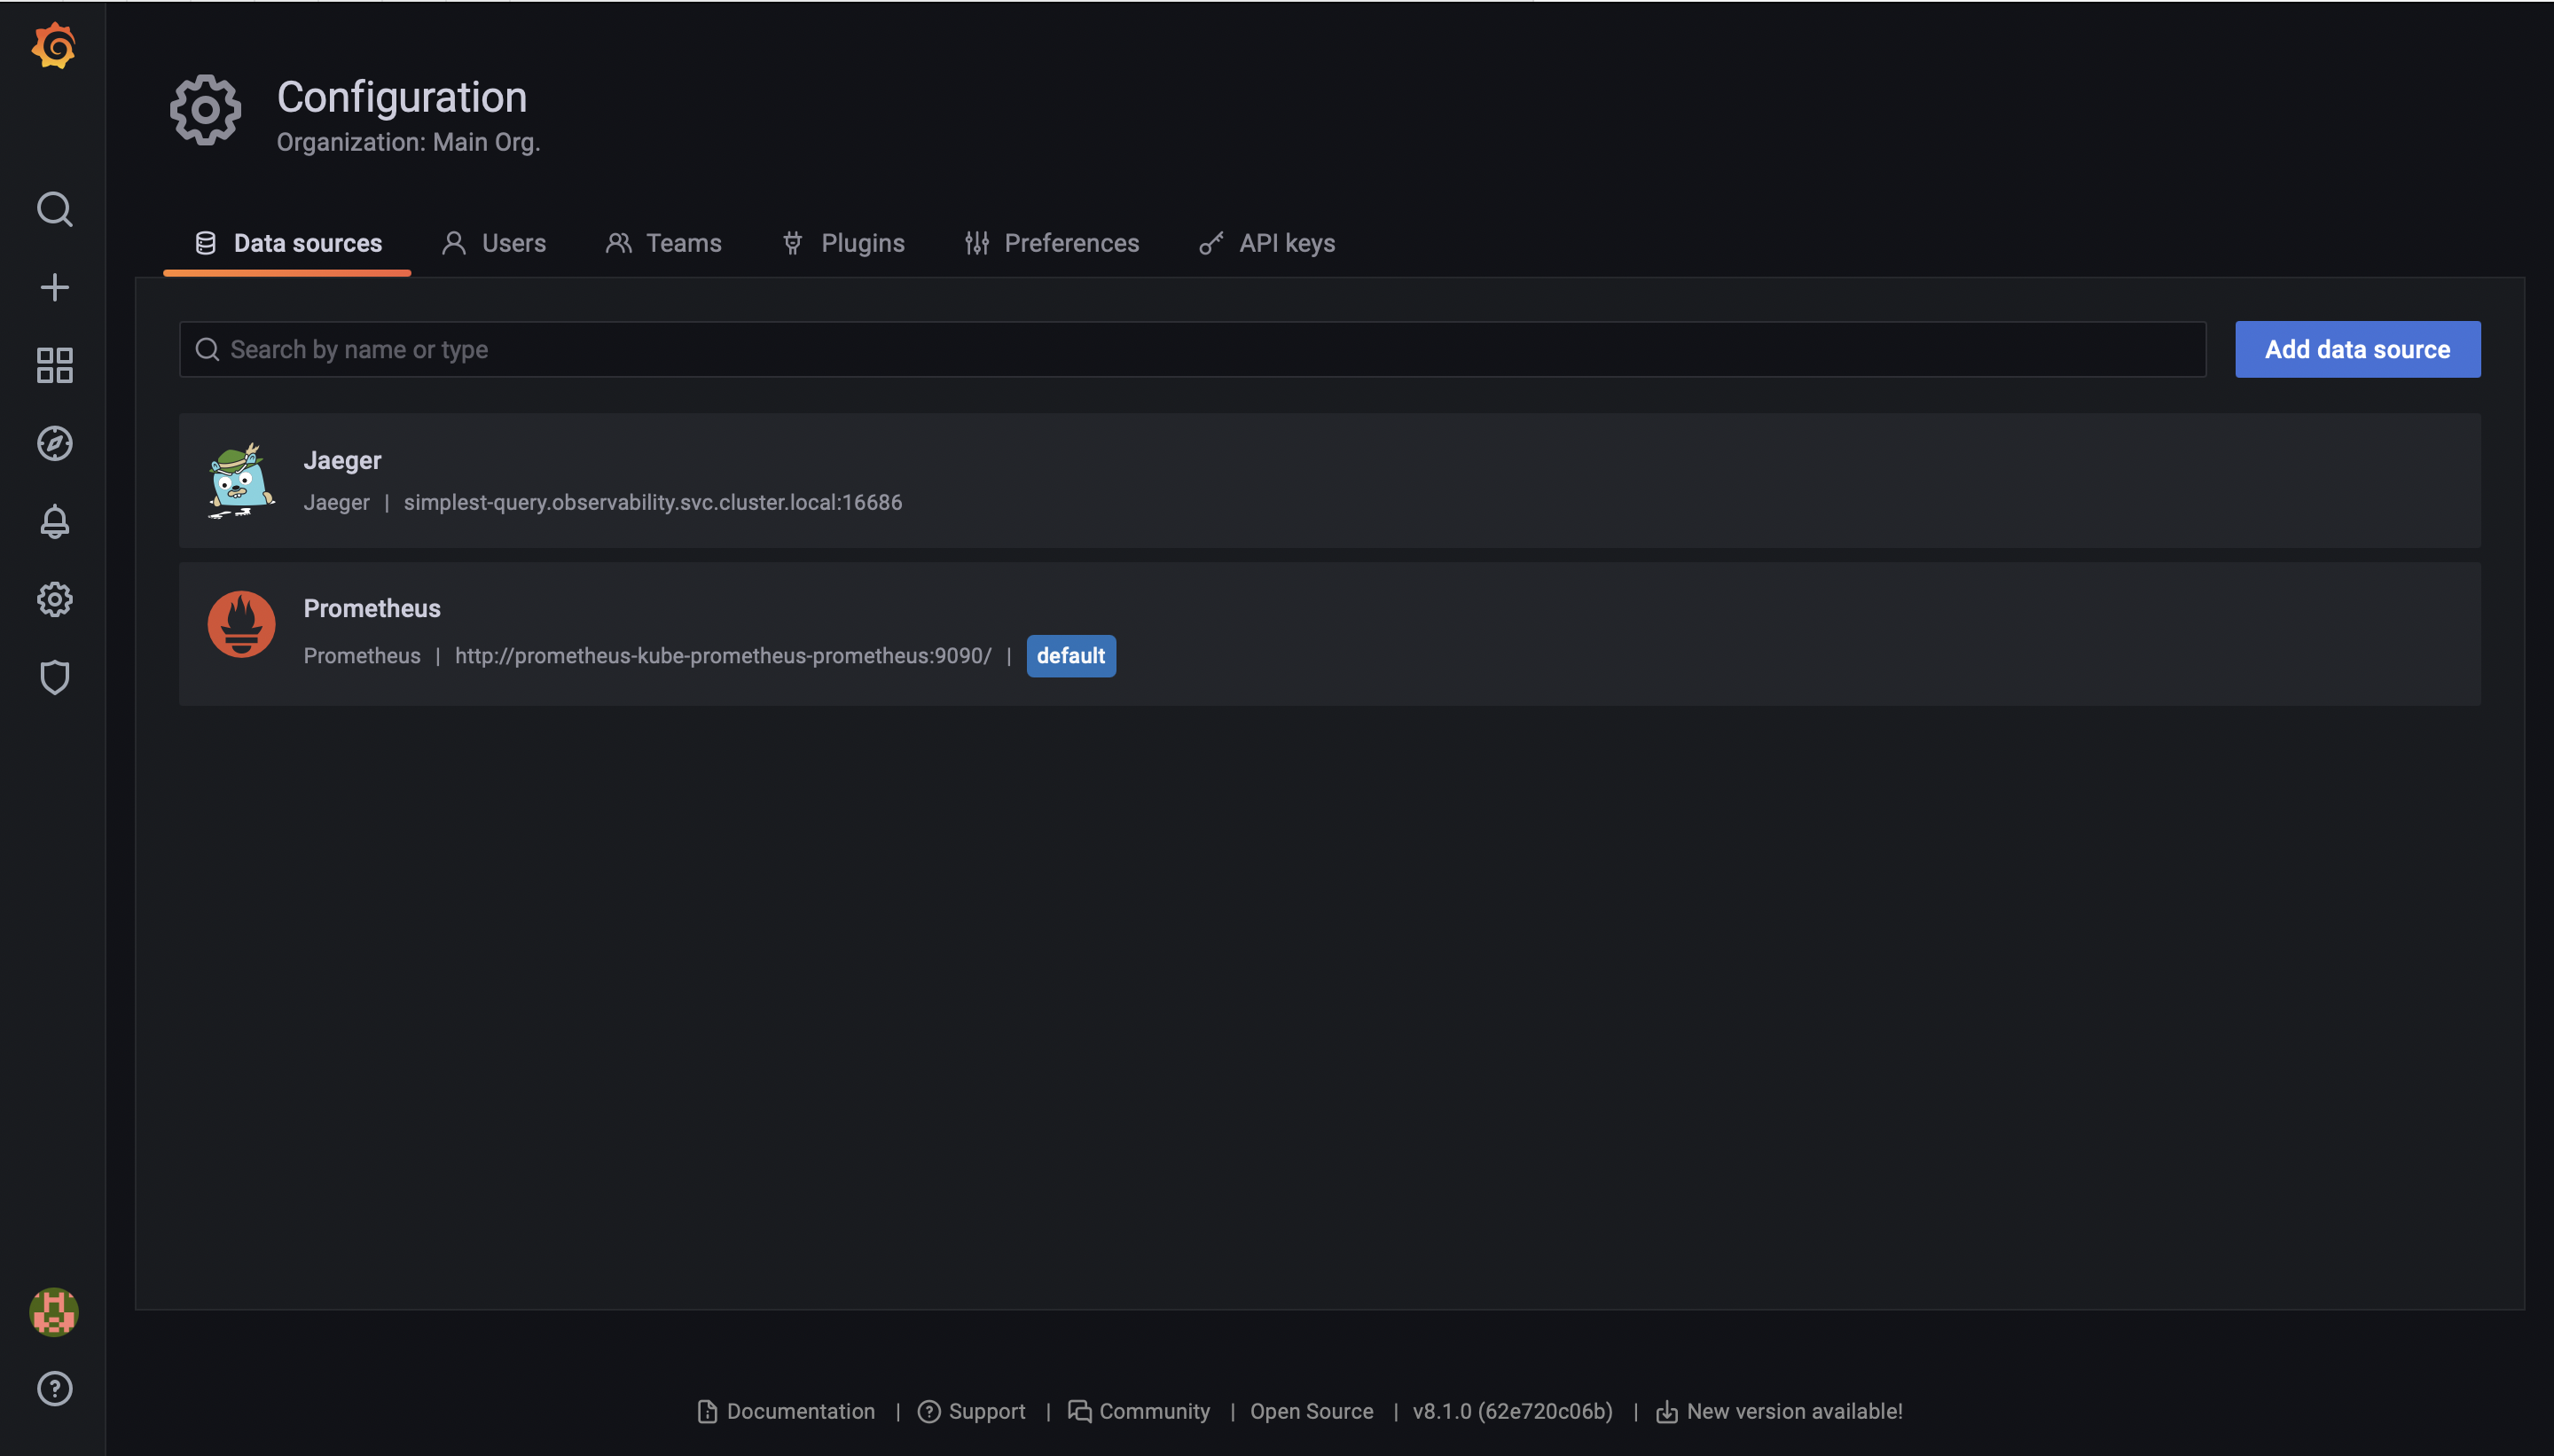 Configuration
Organization: Main Org.
Data sources Users Teams Plugins Preferences API keys
Search by name or type Add data source
Jaeger
Jaeger | simplest-query.observability.svc.cluster.local:16686
Prometheus
Prometheus | http://prometheus-kube-prometheus-prometheus:9090/ | default
Documentation | Support | Community | Open Source | v8.1.0 (62e720c06b) | New version available!